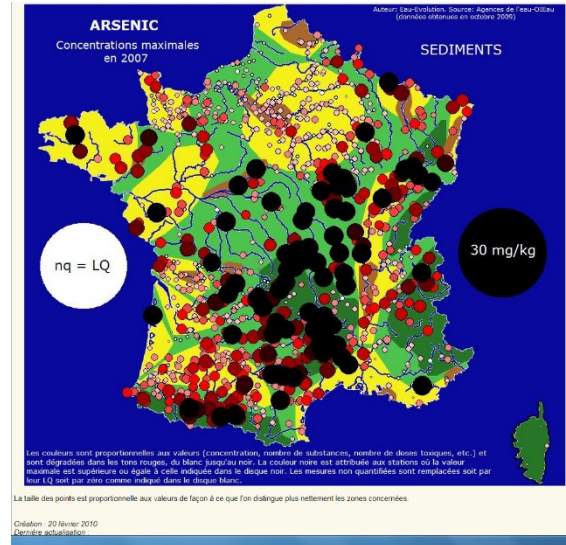 Auteur: Eau-Evolution. Source: Agences de l'eau-OIEau
(données obtenues en octobre 2009)
ARSENIC
Concentrations maximales
en 2007
SEDIMENTS
nq = LQ
30 mg/kg
Les couleurs sont proportionnelles aux valeurs (concentration, nombre de substances, nombre de doses toxiques, etc.) et
sont dégradées dans les tons rouges, du blanc jusqu'au noir. La couleur noire est attribuée aux stations où la valeur
maximale est supérieure ou égale à celle indiquée dans le disque noir. Les mesures non quantifiées sont remplacées soit par
leur LQ soit par zéro comme indiqué dans le disque blanc.
La taille des points est proportionnelle aux valeurs de façon à ce que l'on distingue plus nettement les zones concernées.
Création : 20 février 2010
Dernière actualisation :